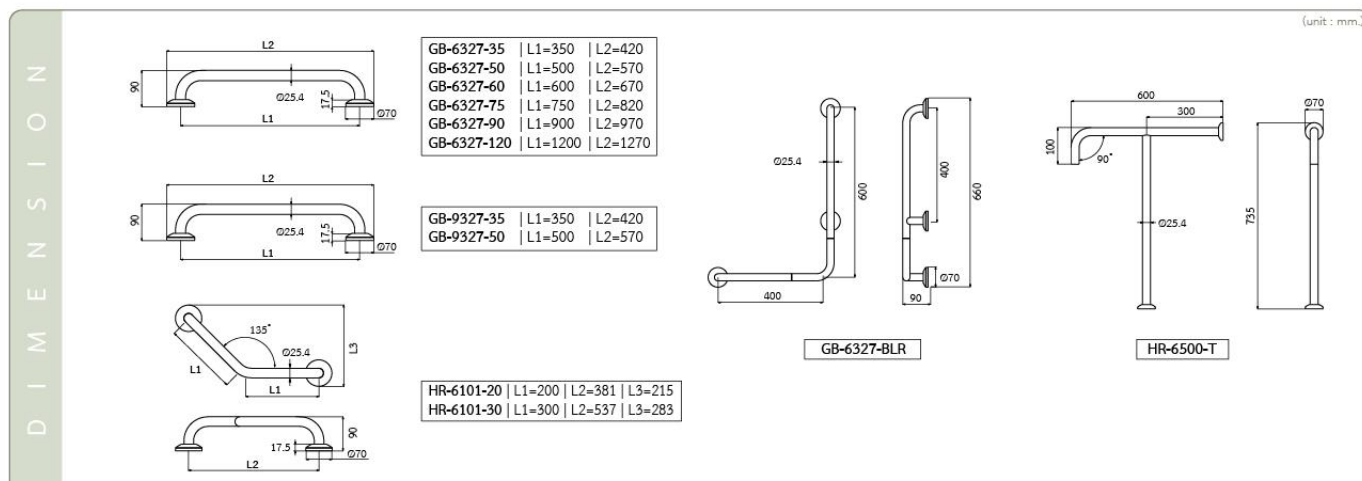 (unit : mm.)
DIMENSION
L2
90
Ø25.4
17.5
Ø70
L1
GB-6327-35 | L1=350 | L2=420
GB-6327-50 | L1=500 | L2=570
GB-6327-60 | L1=600 | L2=670
GB-6327-75 | L1=750 | L2=820
GB-6327-90 | L1=900 | L2=970
GB-6327-120 | L1=1200 | L2=1270
L2
90
Ø25.4
17.5
Ø70
L1
GB-9327-35 | L1=350 | L2=420
GB-9327-50 | L1=500 | L2=570
135°
Ø25.4
L3
L1
L1
90
17.5
Ø70
L2
HR-6101-20 | L1=200 | L2=381 | L3=215
HR-6101-30 | L1=300 | L2=537 | L3=283
Ø25.4
600
400
400
660
Ø70
90
GB-6327-BLR
600
300
100
90°
Ø25.4
Ø70
735
HR-6500-T